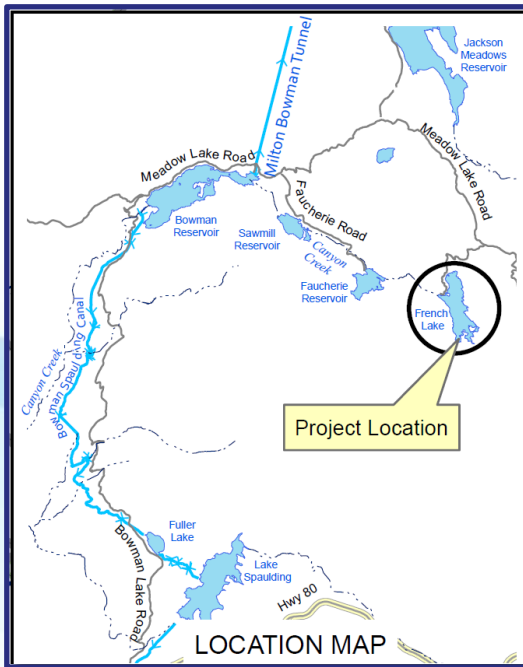 Jackson
Meadows
Reservoir
Milton Bowman Tunnel
Meadow Lake Road
Meadow Lake Road
Faucherie Road
Bowman
Reservoir
Sawmill
Reservoir
Canyon
Creek
Faucherie
Reservoir
French
Lake
Canyon Creek
Bowman Spaulding Canal
Project Location
Fuller
Lake
Bowman Lake Road
Lake
Spaulding
Hwy 80
LOCATION MAP